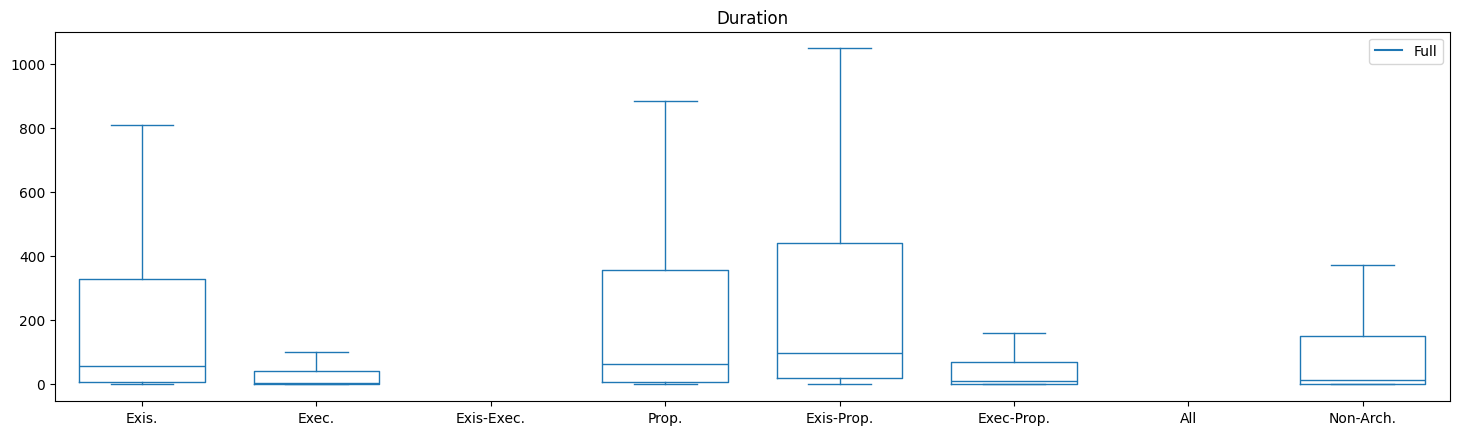 Duration
Full
1000
800
600
400
200
0
Exis.
Exec.
Exis-Exec.
Prop.
Exis-Prop.
Exec-Prop.
All
Non-Arch.